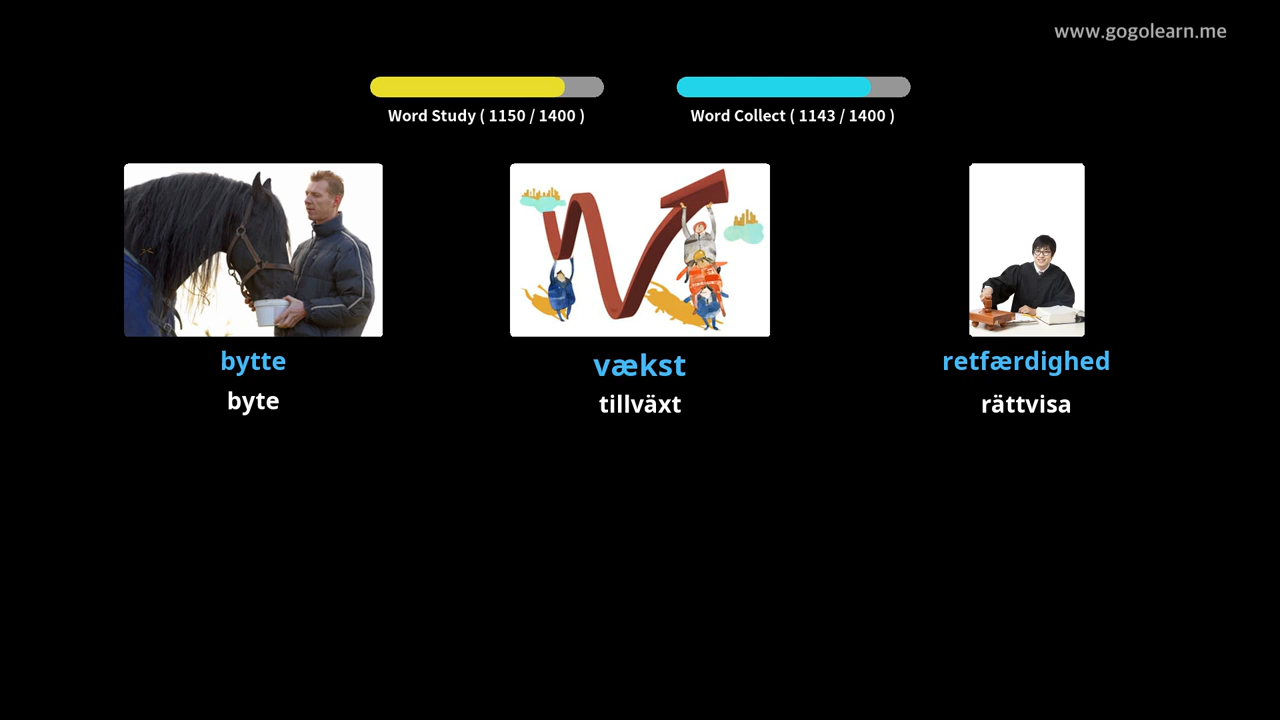 www.gogolearn.me
Word Study ( 1150 / 1400 )
Word Collect ( 1143 / 1400 )
bytte
byte
vækst
tillväxt
retfærdighed
rättvisa